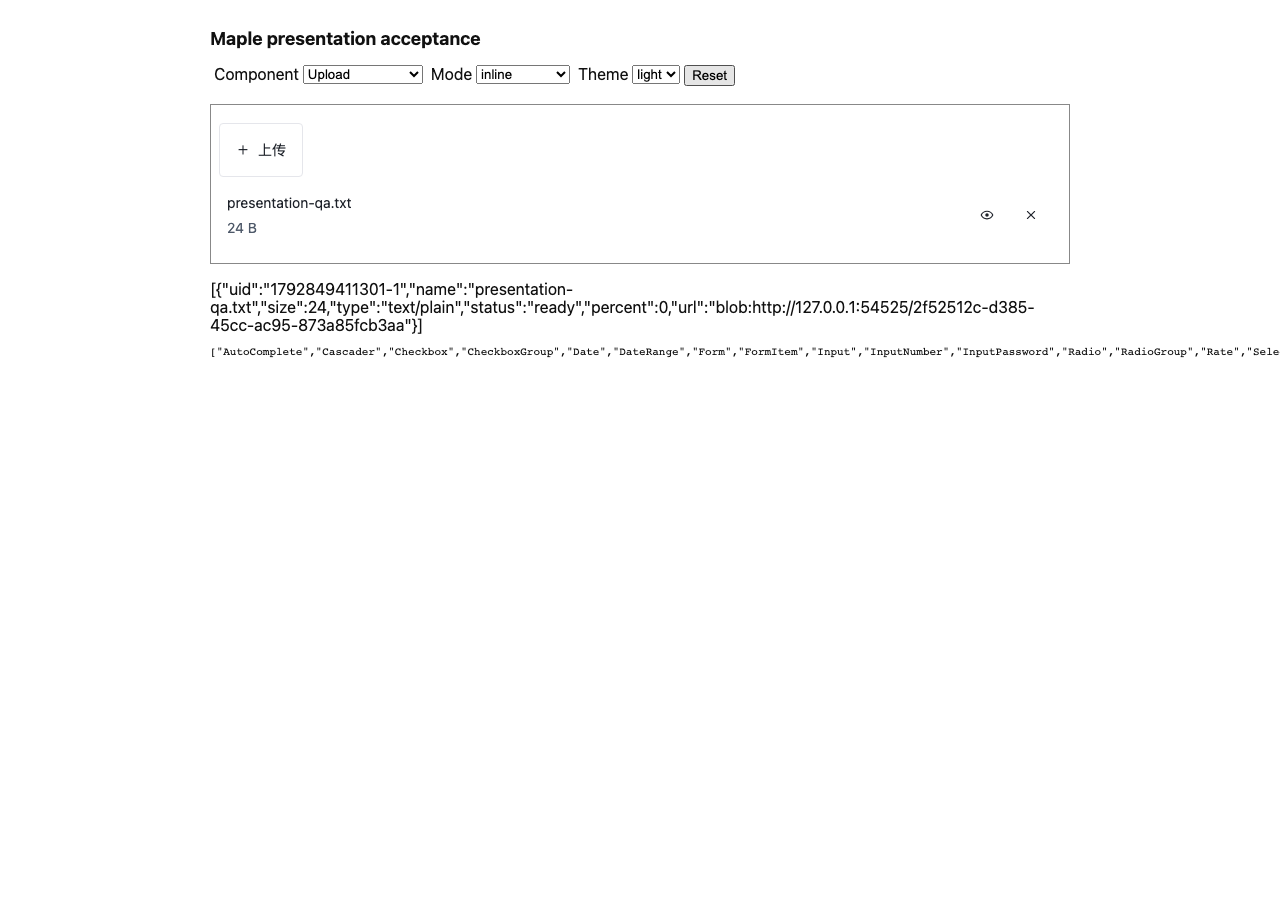 Maple presentation acceptance
Component Upload Mode inline Theme light Reset
+ 上传
presentation-qa.txt
24 B
[{"uid":"1792849411301-1","name":"presentation-
qa.txt","size":24,"type":"text/plain","status":"ready","percent":0,"url":"blob:http://127.0.0.1:54525/2f52512c-d385-
45cc-ac95-873a85fcb3aa"}]
["AutoComplete","Cascader","Checkbox","CheckboxGroup","Date","DateRange","Form","FormItem","Input","InputNumber","InputPassword","Radio","RadioGroup","Rate","Sele